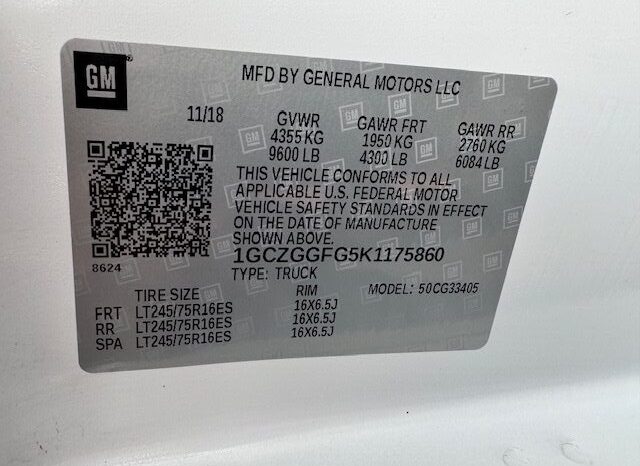 GM
MFD BY GENERAL MOTORS LLC
11/18 GVWR GAWR FRT GAWR RR
4355 KG 1950 KG 2760 KG
9600 LB 4300 LB 6084 LB
THIS VEHICLE CONFORMS TO ALL
APPLICABLE U.S. FEDERAL MOTOR
VEHICLE SAFETY STANDARDS IN EFFECT
ON THE DATE OF MANUFACTURE
SHOWN ABOVE.
8624
1GCZGGFG5K1175860
TYPE: TRUCK MODEL: 50CG33405
TIRE SIZE RIM
FRT LT245/75R16ES 16X6.5J
RR LT245/75R16ES 16X6.5J
SPA LT245/75R16ES 16X6.5J